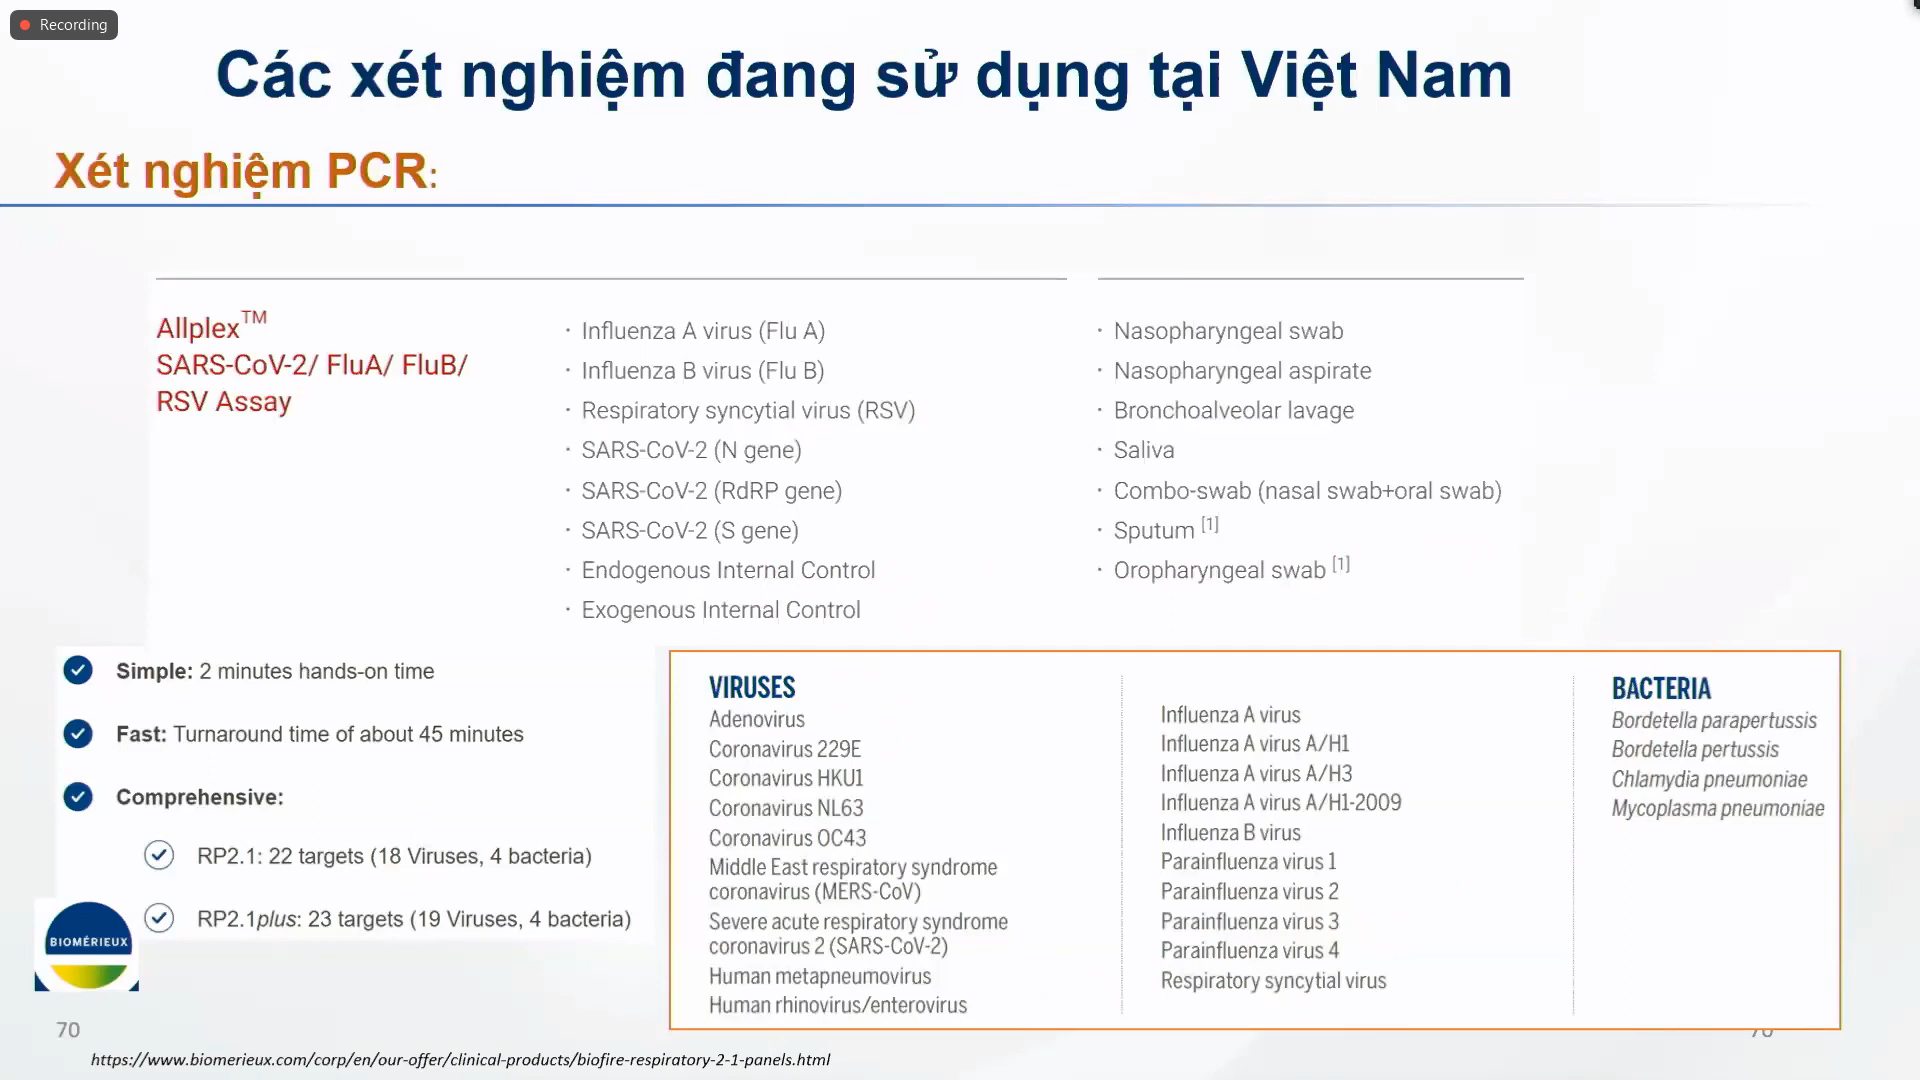 Recording
Các xét nghiệm đang sử dụng tại Việt Nam
Xét nghiệm PCR:
Allplex™
SARS-CoV-2/ FluA/ FluB/
RSV Assay
· Influenza A virus (Flu A)
· Influenza B virus (Flu B)
· Respiratory syncytial virus (RSV)
· SARS-CoV-2 (N gene)
· SARS-CoV-2 (RdRP gene)
· SARS-CoV-2 (S gene)
· Endogenous Internal Control
· Exogenous Internal Control
· Nasopharyngeal swab
· Nasopharyngeal aspirate
· Bronchoalveolar lavage
· Saliva
· Combo-swab (nasal swab+oral swab)
· Sputum [1]
· Oropharyngeal swab [1]
Simple: 2 minutes hands-on time
Fast: Turnaround time of about 45 minutes
Comprehensive:
RP2.1: 22 targets (18 Viruses, 4 bacteria)
RP2.1plus: 23 targets (19 Viruses, 4 bacteria)
BIOMÉRIEUX
VIRUSES
Adenovirus
Coronavirus 229E
Coronavirus HKU1
Coronavirus NL63
Coronavirus OC43
Middle East respiratory syndrome
coronavirus (MERS-CoV)
Severe acute respiratory syndrome
coronavirus 2 (SARS-CoV-2)
Human metapneumovirus
Human rhinovirus/enterovirus
Influenza A virus
Influenza A virus A/H1
Influenza A virus A/H3
Influenza A virus A/H1-2009
Influenza B virus
Parainfluenza virus 1
Parainfluenza virus 2
Parainfluenza virus 3
Parainfluenza virus 4
Respiratory syncytial virus
BACTERIA
Bordetella parapertussis
Bordetella pertussis
Chlamydia pneumoniae
Mycoplasma pneumoniae
70
70
https://www.biomerieux.com/corp/en/our-offer/clinical-products/biofire-respiratory-2-1-panels.html